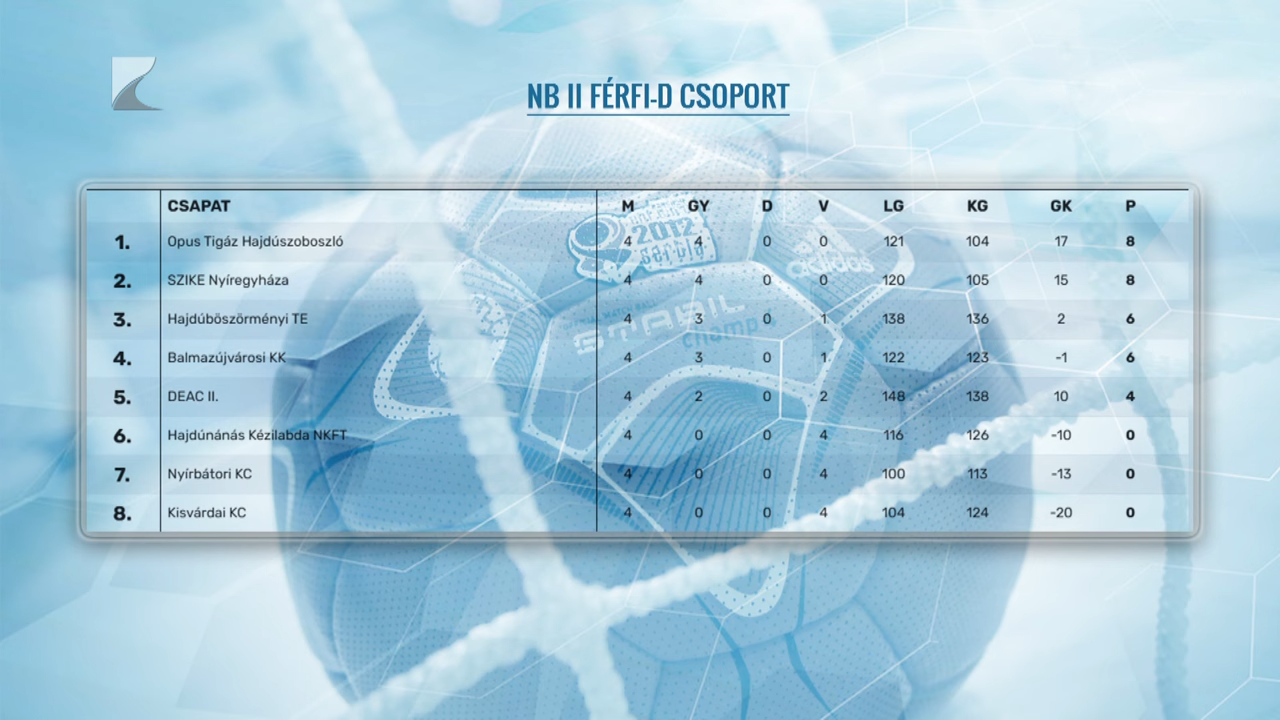 NB II FÉRFI-D CSOPORT
CSAPAT M GY D V LG KG GK P
1. Opus Tigáz Hajdúszoboszló 4 4 0 0 121 104 17 8
2. SZIKE Nyíregyháza 4 4 0 0 120 105 15 8
3. Hajdúböszörményi TE 4 3 0 1 138 136 2 6
4. Balmazújvárosi KK 4 3 0 1 122 123 -1 6
5. DEAC II. 4 2 0 2 148 138 10 4
6. Hajdúnánás Kézilabda NKFT 4 0 0 4 116 126 -10 0
7. Nyírbátori KC 4 0 0 4 100 113 -13 0
8. Kisvárdai KC 4 0 0 4 104 124 -20 0
2012
Serbia
adidas
STABIL
Champ